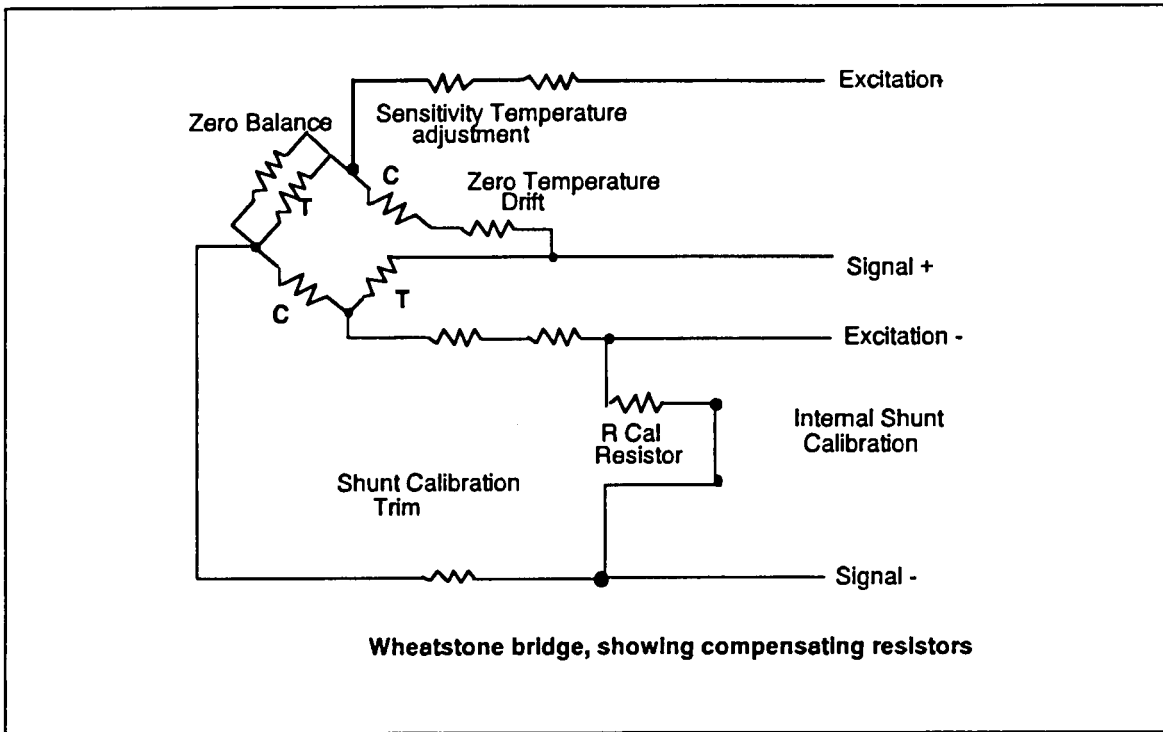 Excitation+
Sensitivity Temperature
adjustment
Zero Balance
C
Zero Temperature
Drift
T
Signal +
C
T
Excitation -
R Cal
Resistor
Internal Shunt
Calibration
Shunt Calibration
Trim
Signal -
Wheatstone bridge, showing compensating resistors